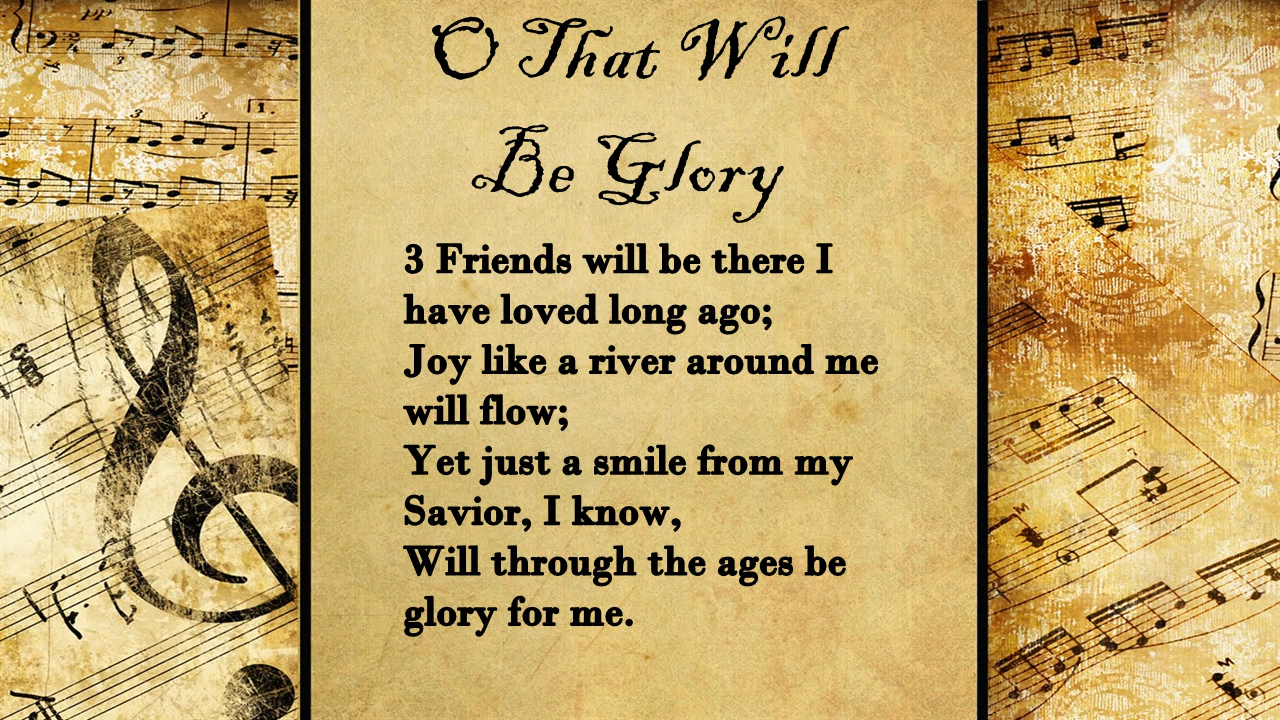 O That Will
Be Glory
3 Friends will be there I
have loved long ago;
Joy like a river around me
will flow;
Yet just a smile from my
Savior, I know,
Will through the ages be
glory for me.